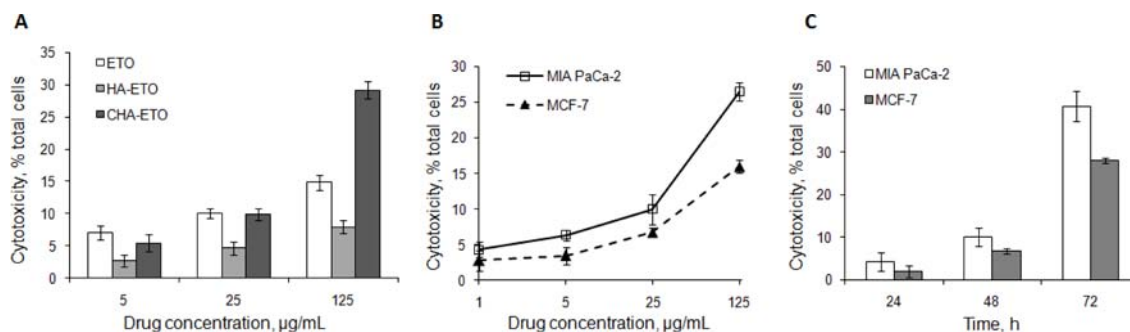 A
Cytotoxicity, % total cells
35
30
25
20
15
10
5
0
ETO
HA-ETO
CHA-ETO
5 25 125
Drug concentration, µg/mL
B
Cytotoxicity, % total cells
30
25
20
15
10
5
0
MIA PaCa-2
MCF-7
1 5 25 125
Drug concentration, µg/mL
C
Cytotoxicity, % total cells
50
40
30
20
10
0
MIA PaCa-2
MCF-7
24 48 72
Time, h